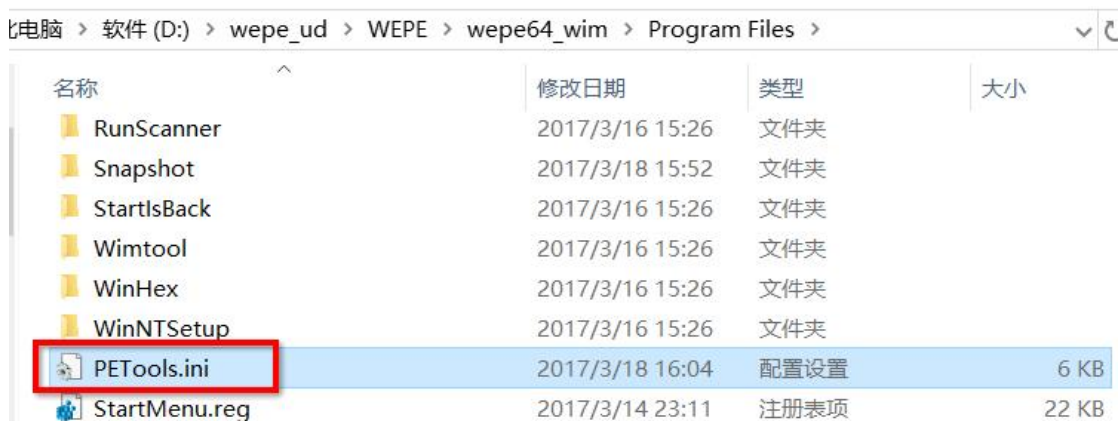 电脑 > 软件 (D:) > wepe_ud > WEPE > wepe64_wim > Program Files >
名称 修改日期 类型 大小
RunScanner 2017/3/16 15:26 文件夹
Snapshot 2017/3/18 15:52 文件夹
StartIsBack 2017/3/16 15:26 文件夹
Wimtool 2017/3/16 15:26 文件夹
WinHex 2017/3/16 15:26 文件夹
WinNTSetup 2017/3/16 15:26 文件夹
PETools.ini 2017/3/18 16:04 配置设置 6 KB
StartMenu.reg 2017/3/14 23:11 注册表项 22 KB